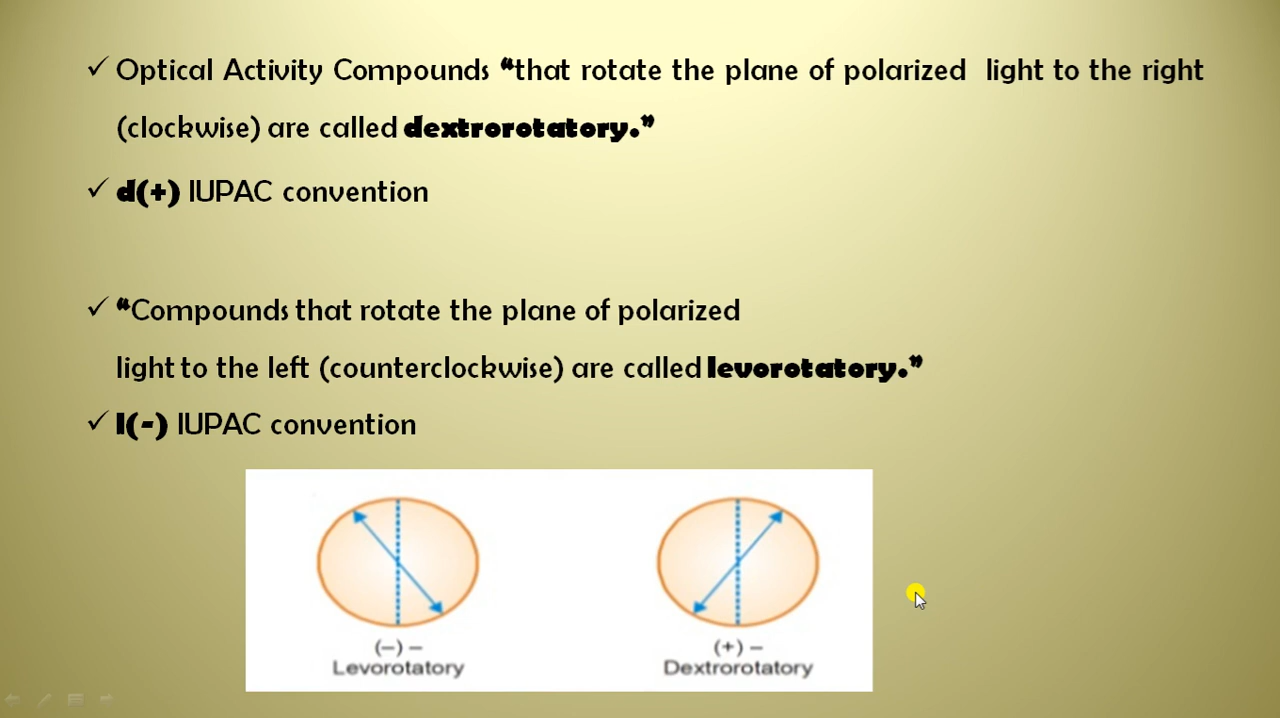 ✓ Optical Activity Compounds “that rotate the plane of polarized light to the right
(clockwise) are called dextrorotatory.”
✓ d(+) IUPAC convention
✓ “Compounds that rotate the plane of polarized
light to the left (counterclockwise) are called levorotatory.”
✓ l(-) IUPAC convention
(–) – (+) –
Levorotatory Dextrorotatory